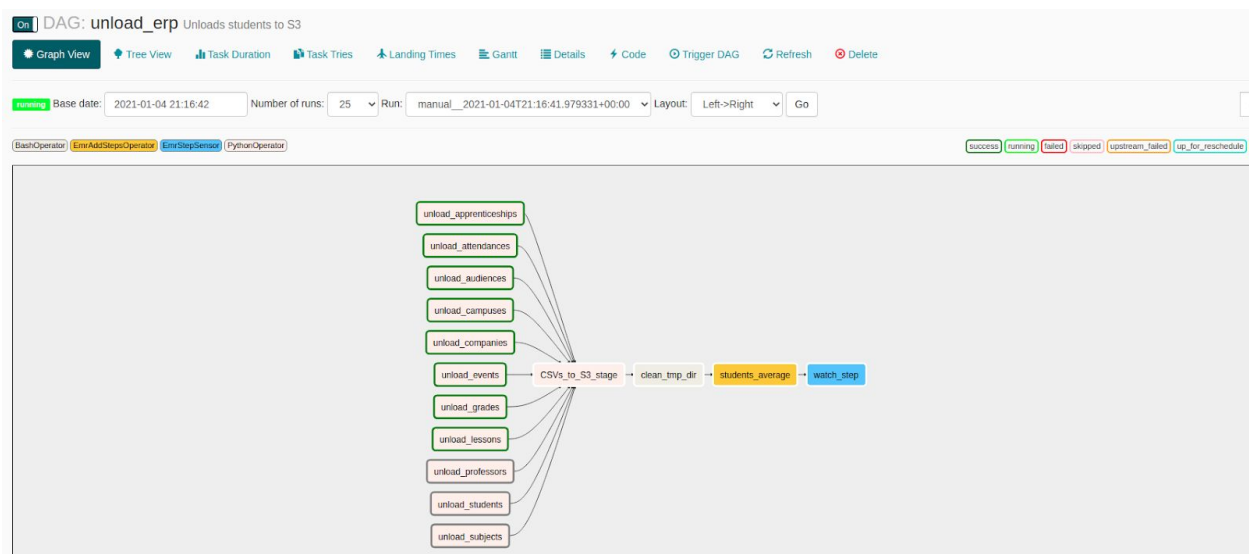 On DAG: unload_erp Unloads students to S3
Graph View Tree View Task Duration Task Tries Landing Times Gantt Details Code Trigger DAG Refresh Delete
running Base date: 2021-01-04 21:16:42 Number of runs: 25 Run: manual__2021-01-04T21:16:41.979331+00:00 Layout: Left->Right Go
BashOperator EmrAddStepsOperator EmrStepSensor PythonOperator success running failed skipped upstream_failed up_for_reschedule
unload_apprenticeships
unload_attendances
unload_audiences
unload_campuses
unload_companies
unload_events CSVs_to_S3_stage clean_tmp_dir students_average watch_step
unload_grades
unload_lessons
unload_professors
unload_students
unload_subjects